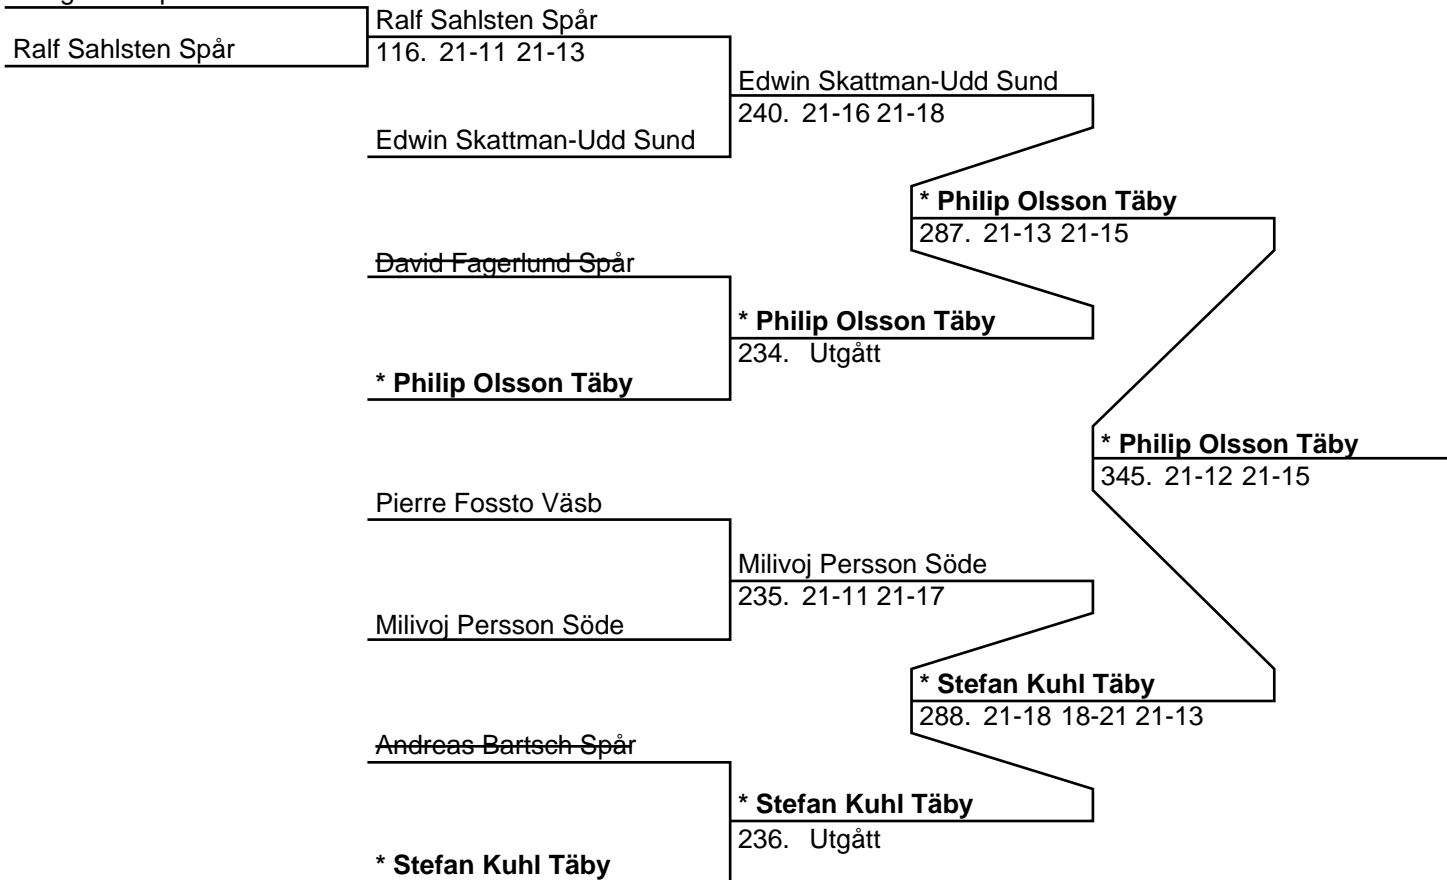 Ralf Sahlsten Spår
Ralf Sahlsten Spår
116. 21-11 21-13
Edwin Skattman-Udd Sund
240. 21-16 21-18
Edwin Skattman-Udd Sund
* Philip Olsson Täby
287. 21-13 21-15
David Fagerlund Spår
* Philip Olsson Täby
234. Utgått
* Philip Olsson Täby
* Philip Olsson Täby
345. 21-12 21-15
Pierre Fossto Väsb
Milivoj Persson Söde
235. 21-11 21-17
Milivoj Persson Söde
* Stefan Kuhl Täby
288. 21-18 18-21 21-13
Andreas Bartsch Spår
* Stefan Kuhl Täby
236. Utgått
* Stefan Kuhl Täby